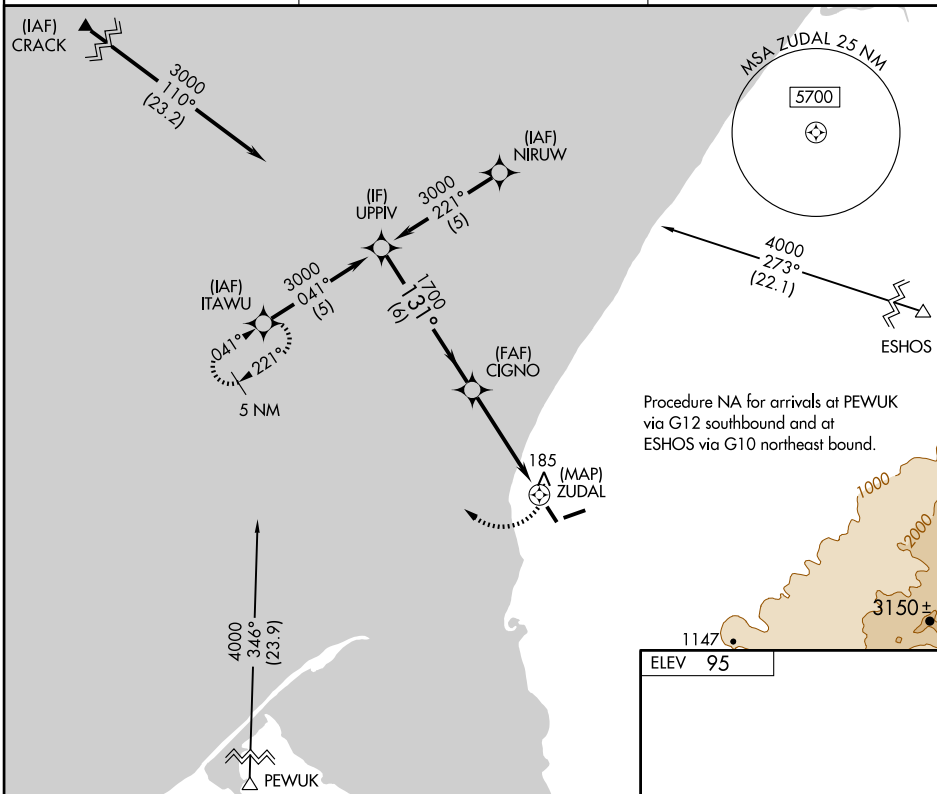 (IAF)
CRACK
3000
110°
(23.2)
MSA ZUDAL 25 NM
5700
(IAF)
NIRUW
3000
221°
(5)
(IF)
UPPIV
(IAF)
ITAWU
3000
041°
(5)
041°
221°
5 NM
1700
131°
(6)
(FAF)
CIGNO
4000
273°
(22.1)
ESHOS
Procedure NA for arrivals at PEWUK
via G12 southbound and at
ESHOS via G10 northeast bound.
185
(MAP)
ZUDAL
1000
2000
3150±
1147
4000
346°
(23.9)
PEWUK
ELEV 95